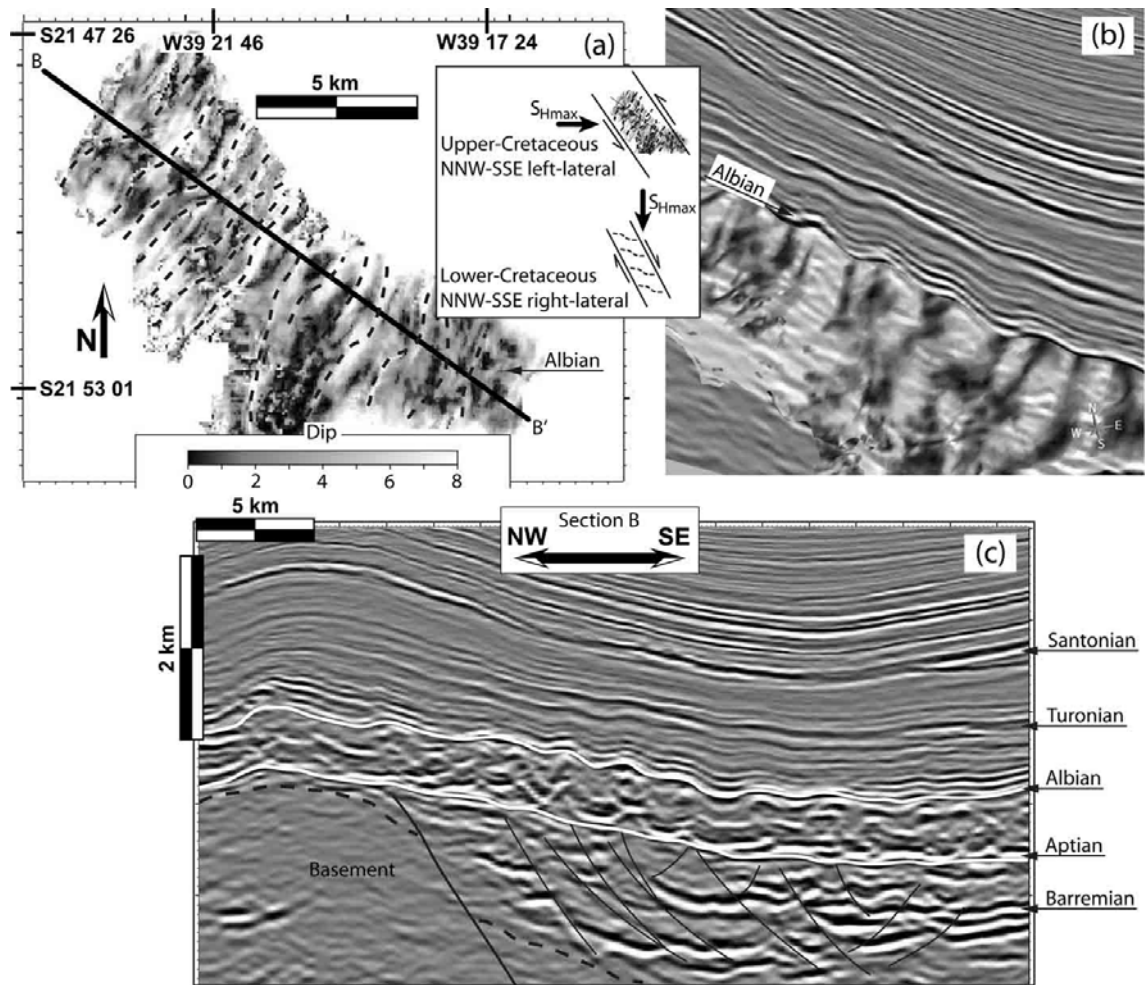 S21 47 26
W39 21 46
W39 17 24
(a)
(b)
B
5 km
SHmax
Upper-Cretaceous
NNW-SSE left-lateral
SHmax
Lower-Cretaceous
NNW-SSE right-lateral
Albian
N
Albian
S21 53 01
B'
Dip
0 2 4 6 8
N
W E
S
5 km
Section B
NW SE
(c)
2 km
Santonian
Turonian
Albian
Aptian
Basement
Barremian